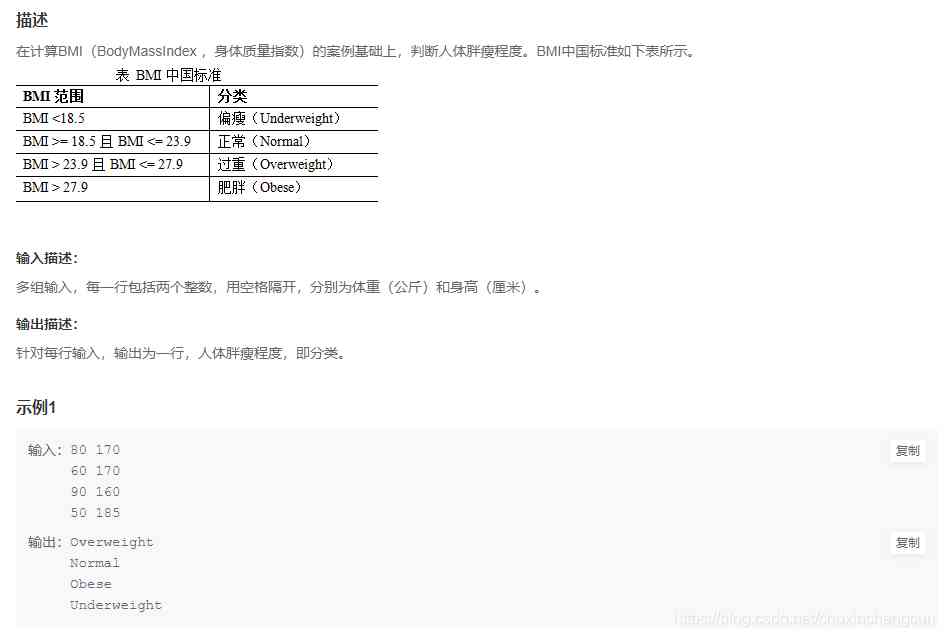 描述
在计算BMI（BodyMassIndex ，身体质量指数）的案例基础上，判断人体胖瘦程度。BMI中国标准如下表所示。
表 BMI 中国标准
BMI 范围 分类
BMI <18.5 偏瘦（Underweight）
BMI >= 18.5 且 BMI <= 23.9 正常（Normal）
BMI > 23.9 且 BMI <= 27.9 过重（Overweight）
BMI > 27.9 肥胖（Obese）
输入描述：
多组输入，每一行包括两个整数，用空格隔开，分别为体重（公斤）和身高（厘米）。
输出描述：
针对每行输入，输出为一行，人体胖瘦程度，即分类。
示例1
输入：80 170 复制
60 170
90 160
50 185
输出：Overweight 复制
Normal
Obese
Underweight